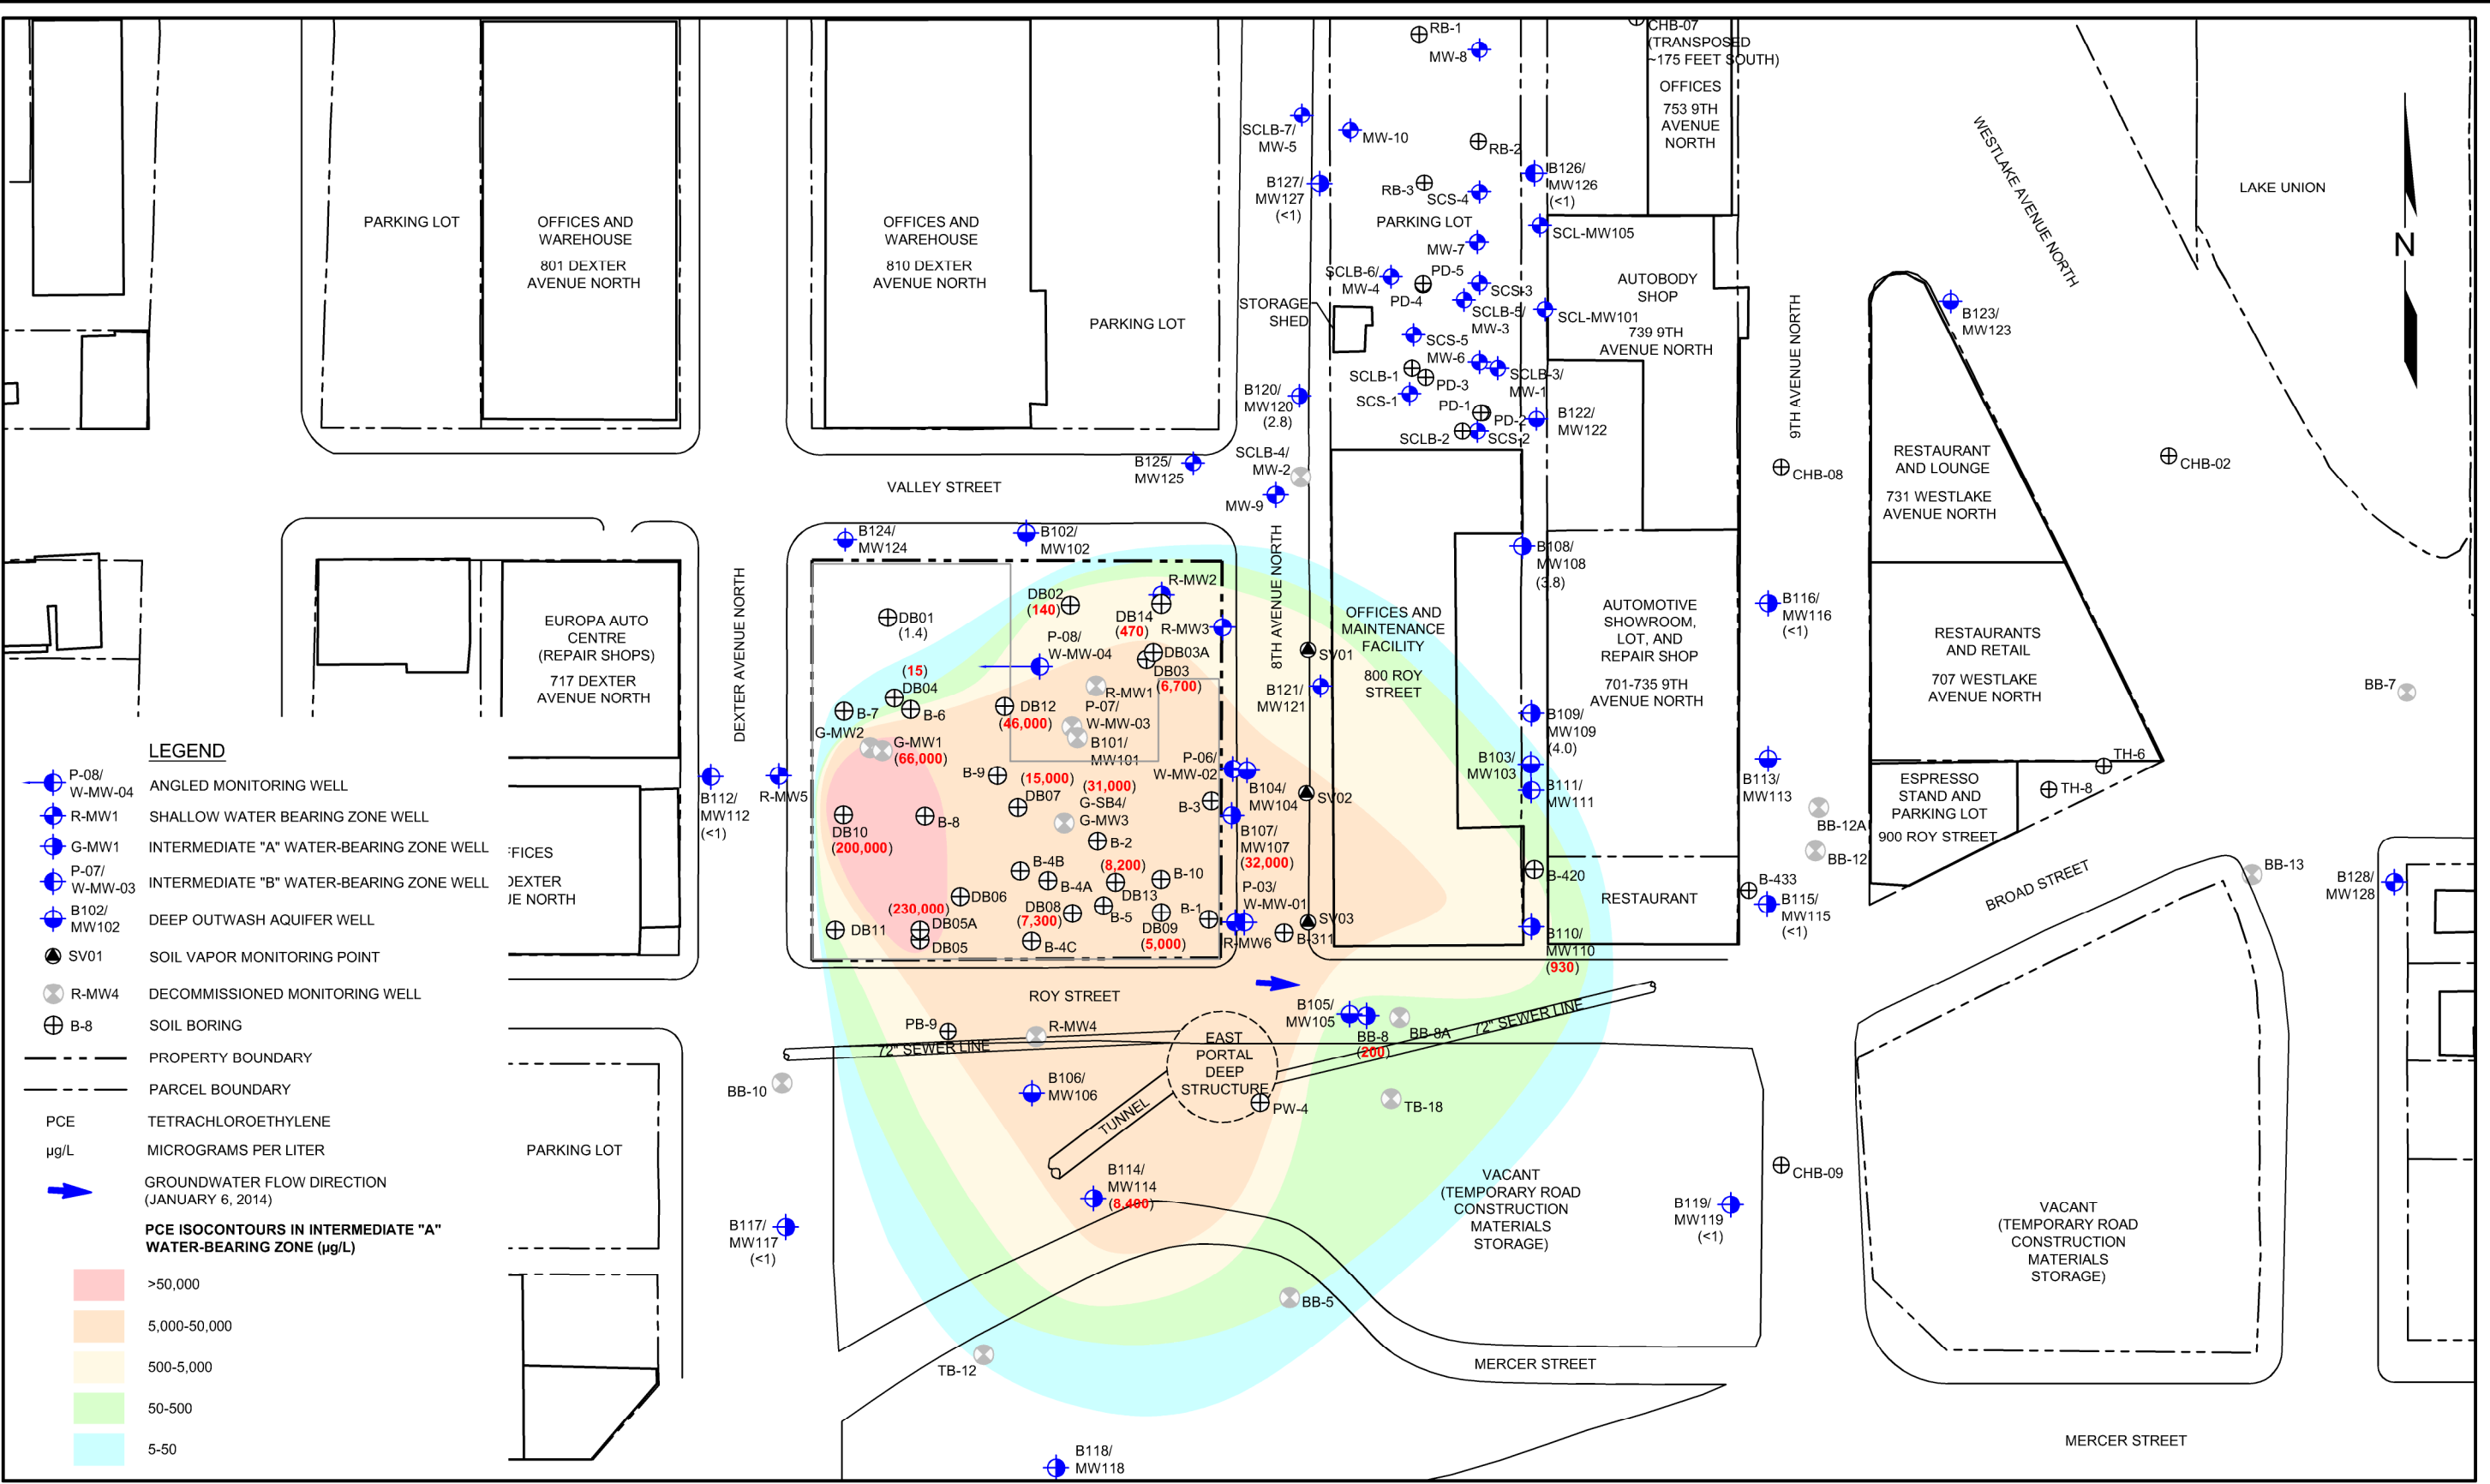 RB-1
MW-8
CHB-07
(TRANSPOSED
~175 FEET SOUTH)
OFFICES
753 9TH
AVENUE
NORTH
SCLB-7/
MW-5
MW-10
RB-2
B127/
MW127
(<1)
RB-3
SCS-4
B126/
MW126
(<1)
PARKING LOT
SCL-MW105
MW-7
WESTLAKE AVENUE NORTH
LAKE UNION
N
PARKING LOT
OFFICES AND
WAREHOUSE
801 DEXTER
AVENUE NORTH
OFFICES AND
WAREHOUSE
810 DEXTER
AVENUE NORTH
PARKING LOT
SCLB-6/
MW-4
PD-5
PD-4
SCS-3
SCLB-5/
MW-3
STORAGE
SHED
SCL-MW101
AUTOBODY
SHOP
739 9TH
AVENUE NORTH
9TH AVENUE NORTH
B123/
MW123
SCS-5
MW-6
SCLB-1
PD-3
SCLB-3/
MW-1
SCS-1
PD-1
PD-2
SCLB-2
SCS-2
B120/
MW120
(2.8)
B122/
MW122
B125/
MW125
SCLB-4/
MW-2
MW-9
VALLEY STREET
CHB-08
CHB-02
RESTAURANT
AND LOUNGE
731 WESTLAKE
AVENUE NORTH
B124/
MW124
B102/
MW102
8TH AVENUE NORTH
B108/
MW108
(3.8)
DEXTER AVENUE NORTH
EUROPA AUTO
CENTRE
(REPAIR SHOPS)
717 DEXTER
AVENUE NORTH
DB01
(1.4)
DB02
(140)
R-MW2
DB14
(470)
R-MW3
P-08/
W-MW-04
DB03A
DB03
(6,700)
SV01
OFFICES AND
MAINTENANCE
FACILITY
800 ROY
STREET
AUTOMOTIVE
SHOWROOM,
LOT, AND
REPAIR SHOP
701-735 9TH
AVENUE NORTH
B116/
MW116
(<1)
RESTAURANTS
AND RETAIL
707 WESTLAKE
AVENUE NORTH
BB-7
(15)
DB04
B-7
B-6
DB12
(46,000)
R-MW1
P-07/
W-MW-03
B101/
MW101
B121/
MW121
B109/
MW109
(4.0)
G-MW2
G-MW1
(66,000)
B-9
(15,000)
DB07
(31,000)
G-SB4/
G-MW3
P-06/
W-MW-02
B-3
B104/
MW104
SV02
B103/
MW103
B111/
MW111
B113/
MW113
TH-6
TH-8
ESPRESSO
STAND AND
PARKING LOT
900 ROY STREET
BB-12A
BB-12
B112/
MW112
(<1)
R-MW5
DB10
(200,000)
B-8
B-2
B107/
MW107
(32,000)
B-4B
B-4A
(8,200)
DB13
B-10
B-420
B-433
B115/
MW115
(<1)
BROAD STREET
BB-13
B128/
MW128
DB06
(230,000)
DB05A
DB05
DB11
DB08
(7,300)
B-5
B-4C
DB09
(5,000)
B-1
P-03/
W-MW-01
R-MW6
B-311
SV03
RESTAURANT
B110/
MW110
(930)
FFICES
DEXTER
UE NORTH
ROY STREET
PB-9
R-MW4
72" SEWER LINE
EAST
PORTAL
DEEP
STRUCTURE
B105/
MW105
BB-8
(200)
BB-8A
72" SEWER LINE
BB-10
B106/
MW106
TUNNEL
PW-4
TB-18
PARKING LOT
B114/
MW114
(8,400)
B117/
MW117
(<1)
VACANT
(TEMPORARY ROAD
CONSTRUCTION
MATERIALS
STORAGE)
B119/
MW119
(<1)
CHB-09
VACANT
(TEMPORARY ROAD
CONSTRUCTION
MATERIALS
STORAGE)
BB-5
TB-12
MERCER STREET
MERCER STREET
B118/
MW118
LEGEND
P-08/
W-MW-04
ANGLED MONITORING WELL
R-MW1
SHALLOW WATER BEARING ZONE WELL
G-MW1
INTERMEDIATE "A" WATER-BEARING ZONE WELL
P-07/
W-MW-03
INTERMEDIATE "B" WATER-BEARING ZONE WELL
B102/
MW102
DEEP OUTWASH AQUIFER WELL
SV01
SOIL VAPOR MONITORING POINT
R-MW4
DECOMMISSIONED MONITORING WELL
B-8
SOIL BORING
PROPERTY BOUNDARY
PARCEL BOUNDARY
PCE
TETRACHLOROETHYLENE
µg/L
MICROGRAMS PER LITER
GROUNDWATER FLOW DIRECTION
(JANUARY 6, 2014)
PCE ISOCONTOURS IN INTERMEDIATE "A"
WATER-BEARING ZONE (µg/L)
>50,000
5,000-50,000
500-5,000
50-500
5-50